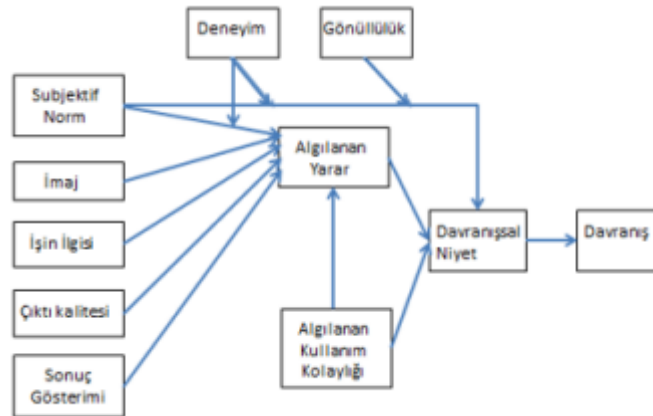 Deneyim
Gönüllülük
Subjektif
Norm
Algılanan
Yarar
İmaj
İşin İlgisi
Davranışsal
Niyet
Davranış
Çıktı kalitesi
Algılanan
Kullanım
Kolaylığı
Sonuç
Gösterimi